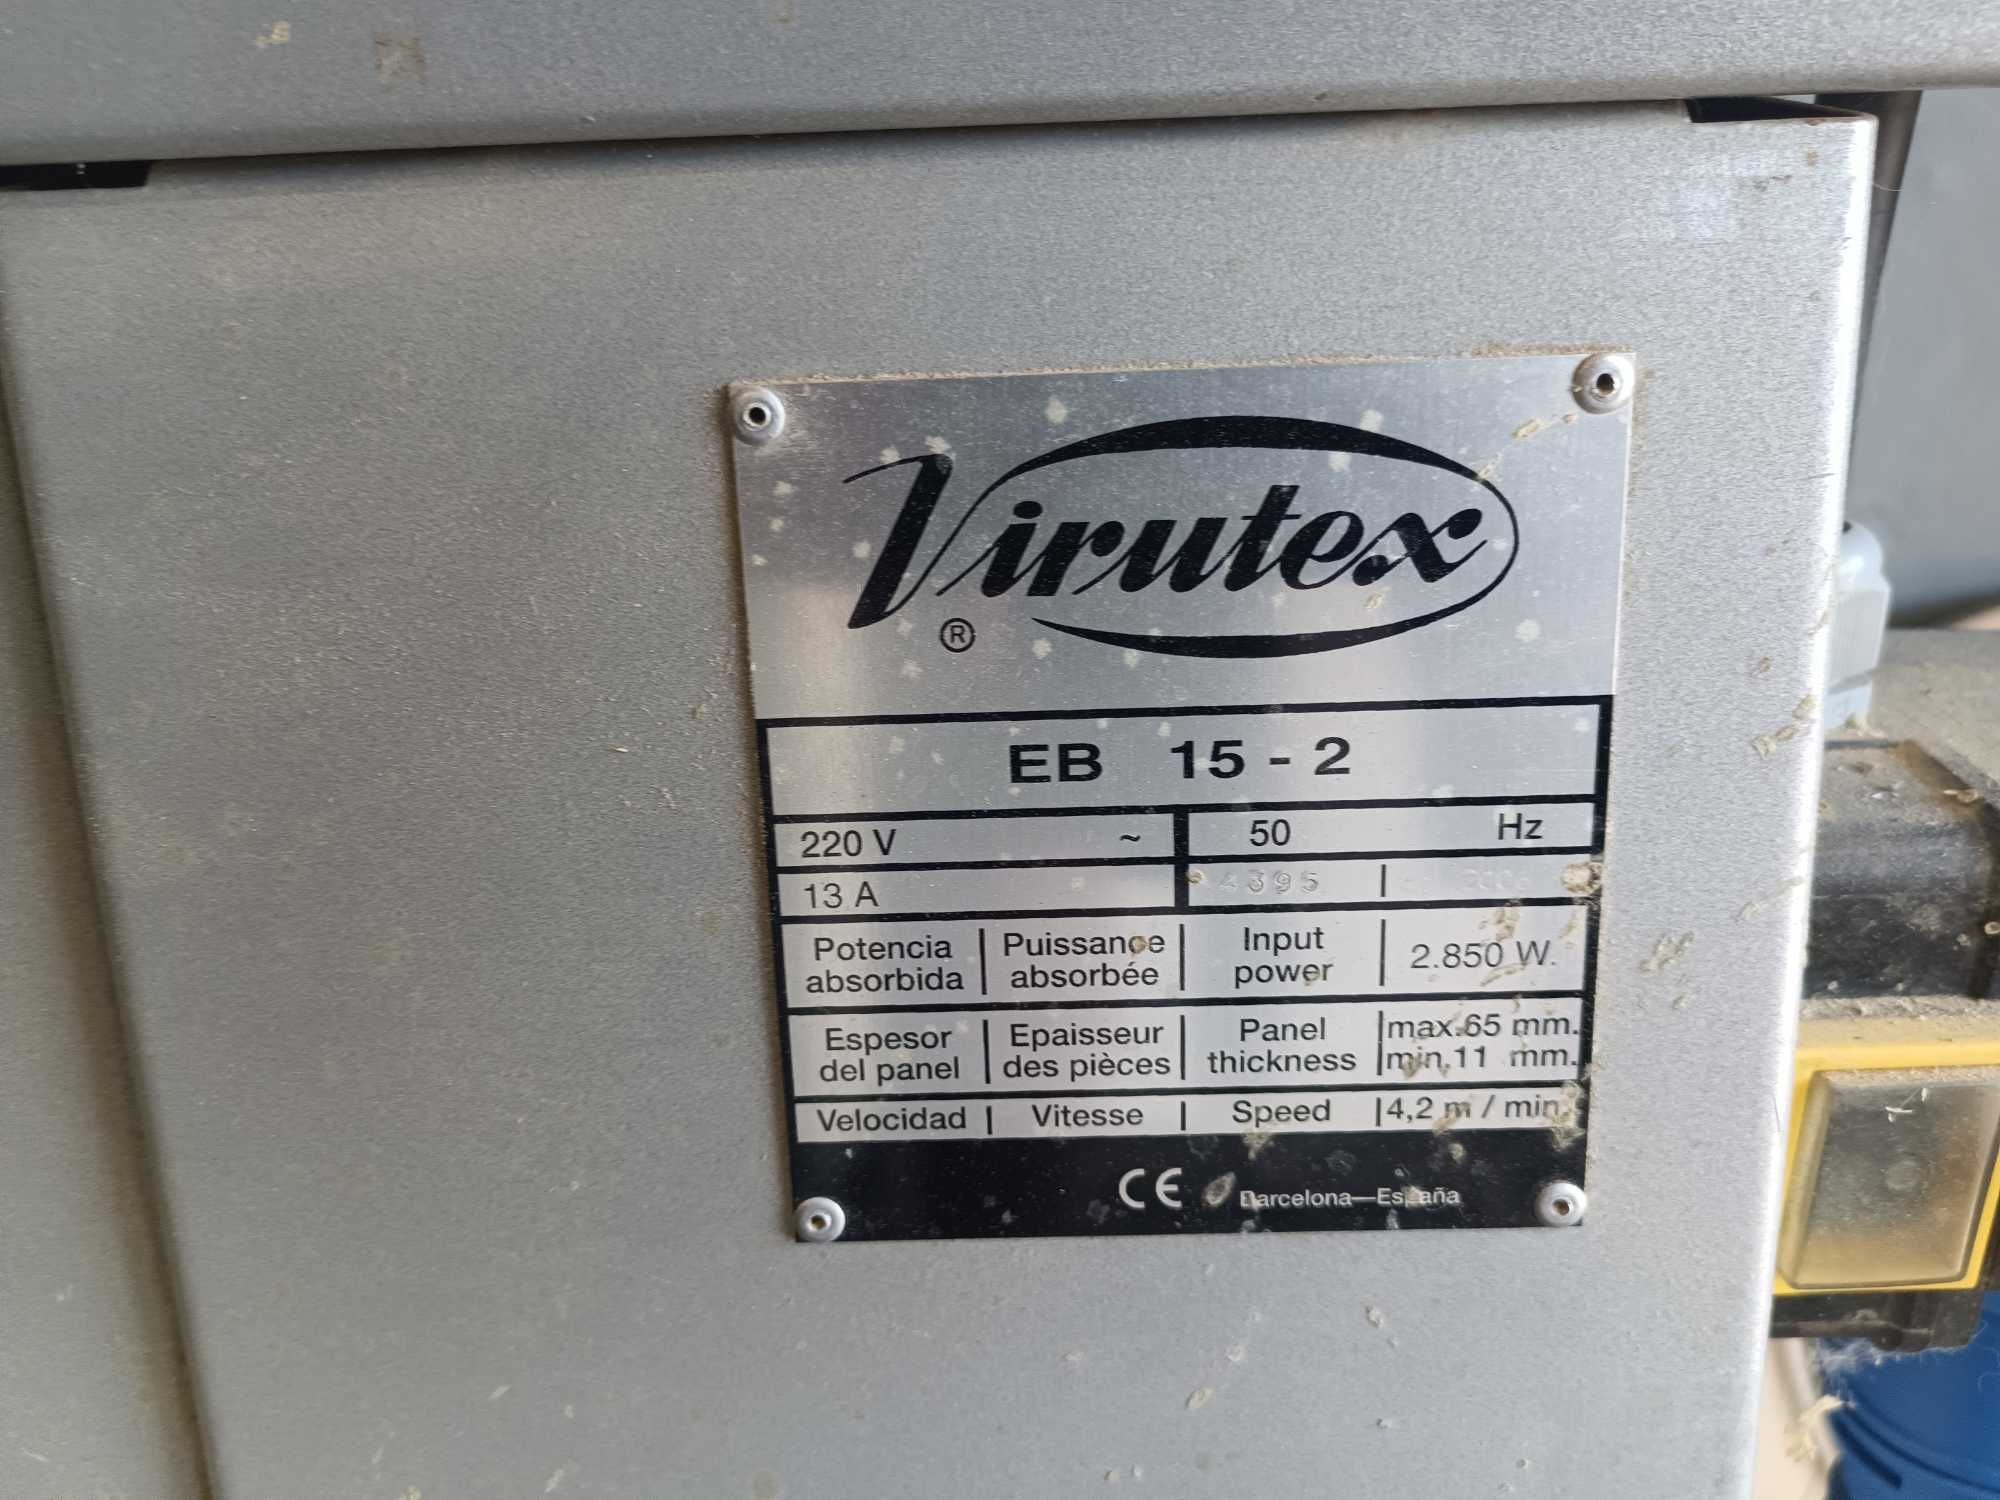 Virutex
®
EB 15 - 2
220 V ~ 50 Hz
13 A 4395 |
Potencia absorbida | Puissance absorbée | Input power | 2.850 W.
Espesor del panel | Epaisseur des pièces | Panel thickness | max.65 mm. min.11 mm.
Velocidad | Vitesse | Speed | 4,2 m / min.
CE Barcelona—España